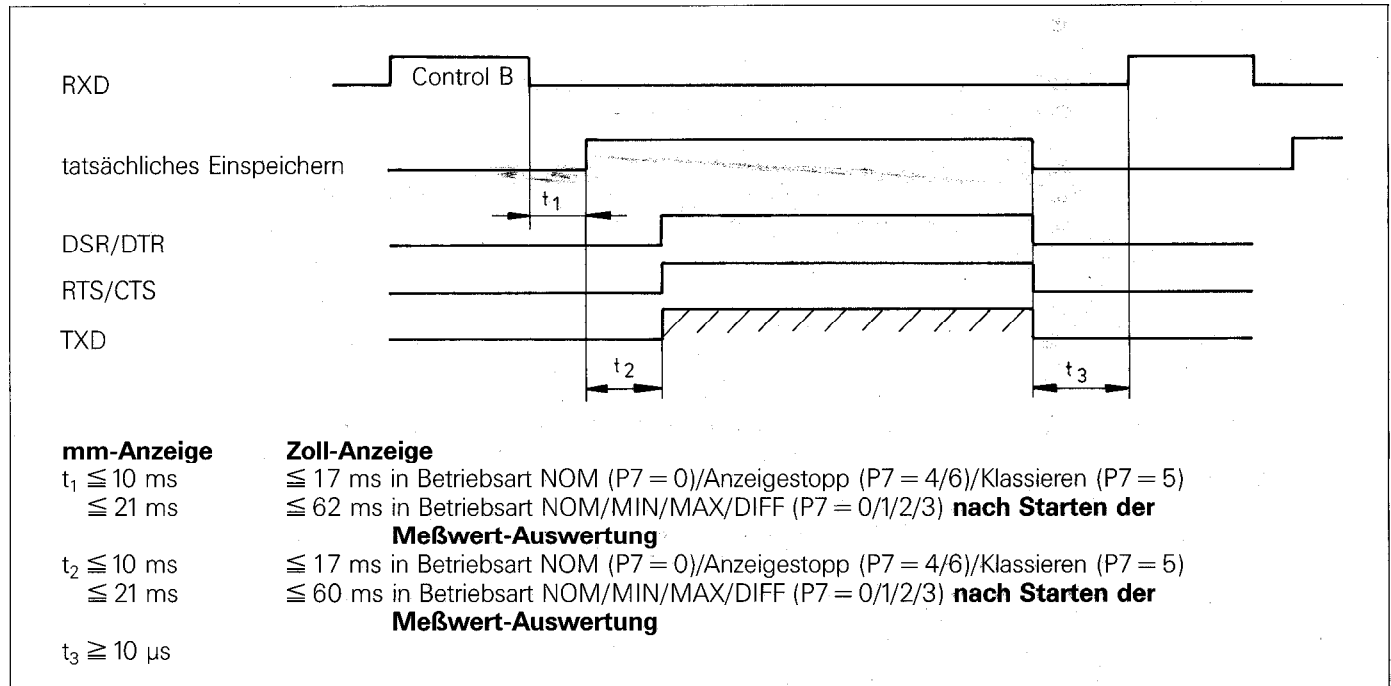 RXD
Control B
tatsächliches Einspeichern
t₁
DSR/DTR
RTS/CTS
TXD
t₂
t₃
mm-Anzeige Zoll-Anzeige
t₁ ≦ 10 ms ≦ 17 ms in Betriebsart NOM (P7 = 0)/Anzeigestopp (P7 = 4/6)/Klassieren (P7 = 5)
≦ 21 ms ≦ 62 ms in Betriebsart NOM/MIN/MAX/DIFF (P7 = 0/1/2/3) nach Starten der
Meßwert-Auswertung
t₂ ≦ 10 ms ≦ 17 ms in Betriebsart NOM (P7 = 0)/Anzeigestopp (P7 = 4/6)/Klassieren (P7 = 5)
≦ 21 ms ≦ 60 ms in Betriebsart NOM/MIN/MAX/DIFF (P7 = 0/1/2/3) nach Starten der
Meßwert-Auswertung
t₃ ≧ 10 µs